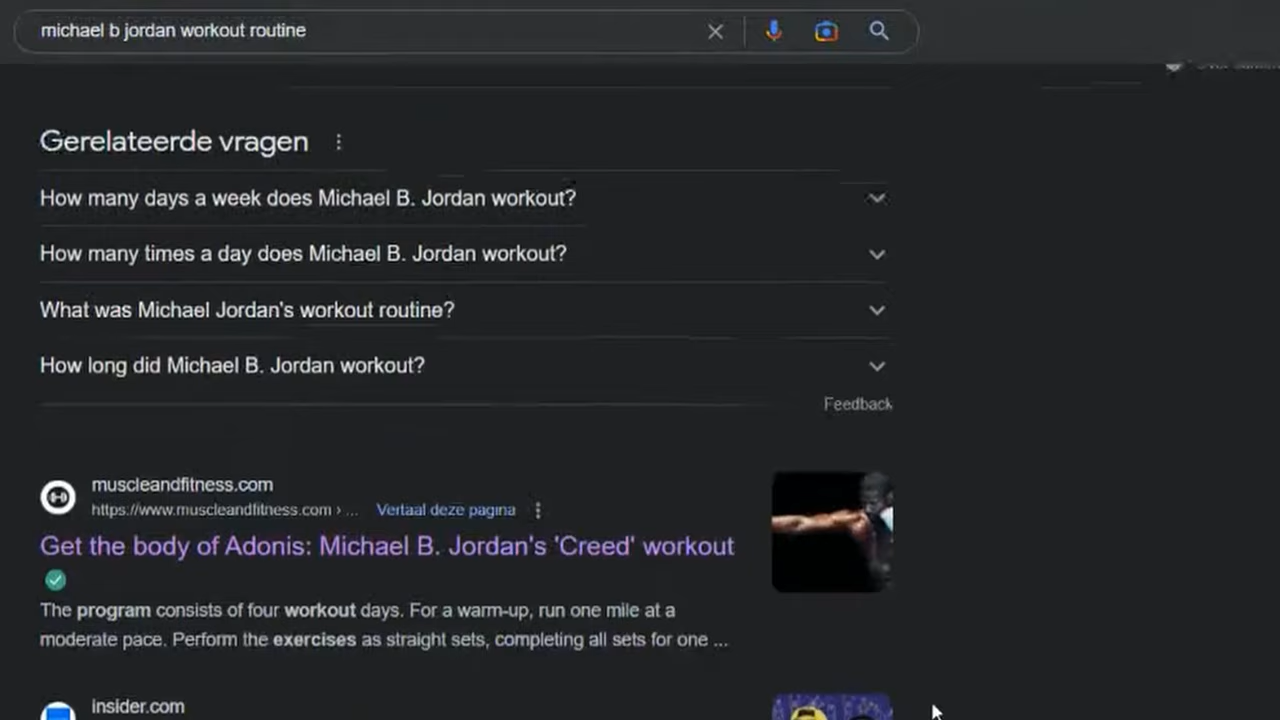 michael b jordan workout routine
Gerelateerde vragen
How many days a week does Michael B. Jordan workout?
How many times a day does Michael B. Jordan workout?
What was Michael Jordan's workout routine?
How long did Michael B. Jordan workout?
Feedback
muscleandfitness.com
https://www.muscleandfitness.com › ... Vertaal deze pagina
Get the body of Adonis: Michael B. Jordan's 'Creed' workout
The program consists of four workout days. For a warm-up, run one mile at a
moderate pace. Perform the exercises as straight sets, completing all sets for one ...
insider.com